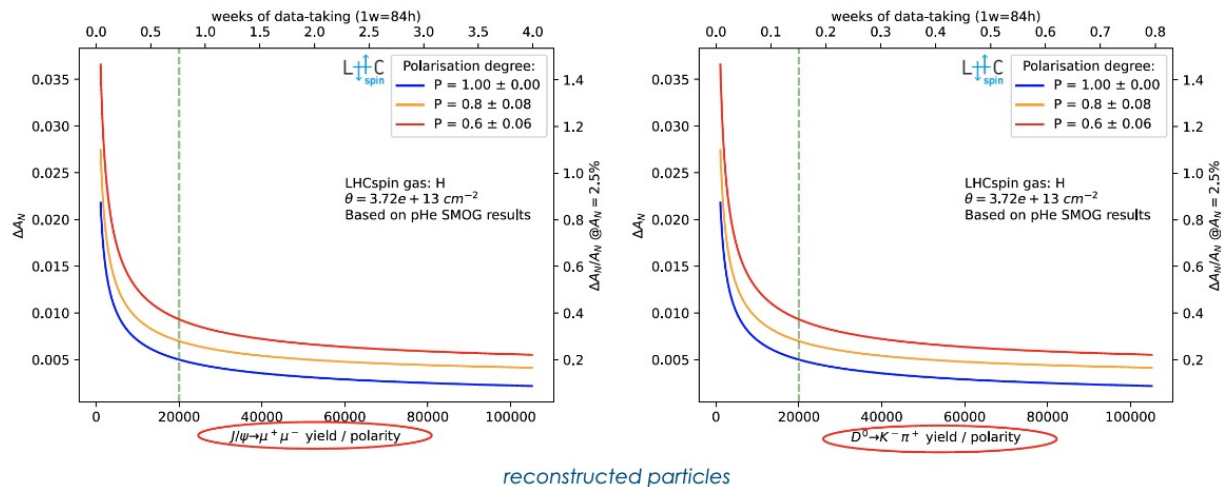 weeks of data-taking (1w=84h)
0.0 0.5 1.0 1.5 2.0 2.5 3.0 3.5 4.0
LHC
spin
Polarisation degree:
P = 1.00 ± 0.00
P = 0.8 ± 0.08
P = 0.6 ± 0.06
LHCspin gas: H
θ = 3.72e + 13 cm⁻²
Based on pHe SMOG results
ΔA_N
0.035
0.030
0.025
0.020
0.015
0.010
0.005
1.4
1.2
1.0
0.8
0.6
0.4
0.2
ΔA_N/A_N @A_N = 2.5%
0 20000 40000 60000 80000 100000
J/ψ→μ⁺μ⁻ yield / polarity
weeks of data-taking (1w=84h)
0.0 0.1 0.2 0.3 0.4 0.5 0.6 0.7 0.8
LHC
spin
Polarisation degree:
P = 1.00 ± 0.00
P = 0.8 ± 0.08
P = 0.6 ± 0.06
LHCspin gas: H
θ = 3.72e + 13 cm⁻²
Based on pHe SMOG results
ΔA_N
0.035
0.030
0.025
0.020
0.015
0.010
0.005
1.4
1.2
1.0
0.8
0.6
0.4
0.2
ΔA_N/A_N @A_N = 2.5%
0 20000 40000 60000 80000 100000
D⁰→K⁻π⁺ yield / polarity
reconstructed particles